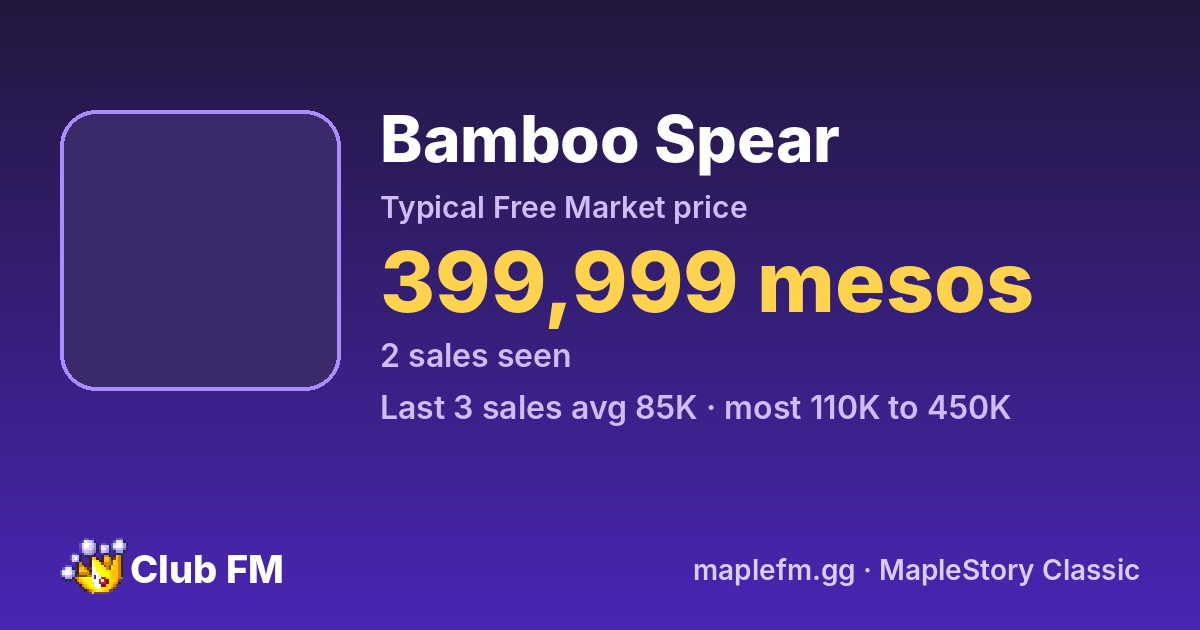 Bamboo Spear
Typical Free Market price
399,999 mesos
2 sales seen
Last 3 sales avg 85K · most 110K to 450K
Club FM
maplefm.gg · MapleStory Classic